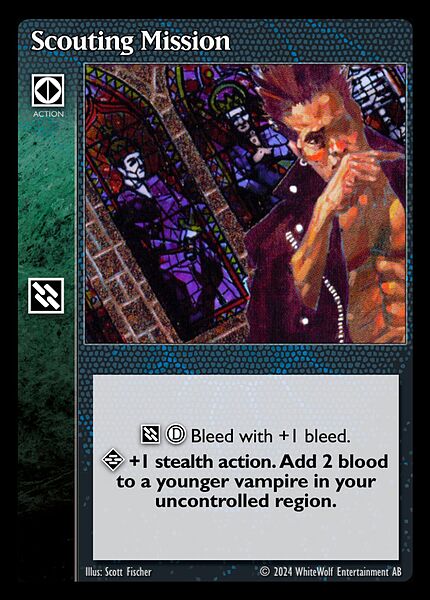 Scouting Mission
ACTION
D Bleed with +1 bleed.
+1 stealth action. Add 2 blood
to a younger vampire in your
uncontrolled region.
Illus: Scott Fischer © 2024 WhiteWolf Entertainment AB